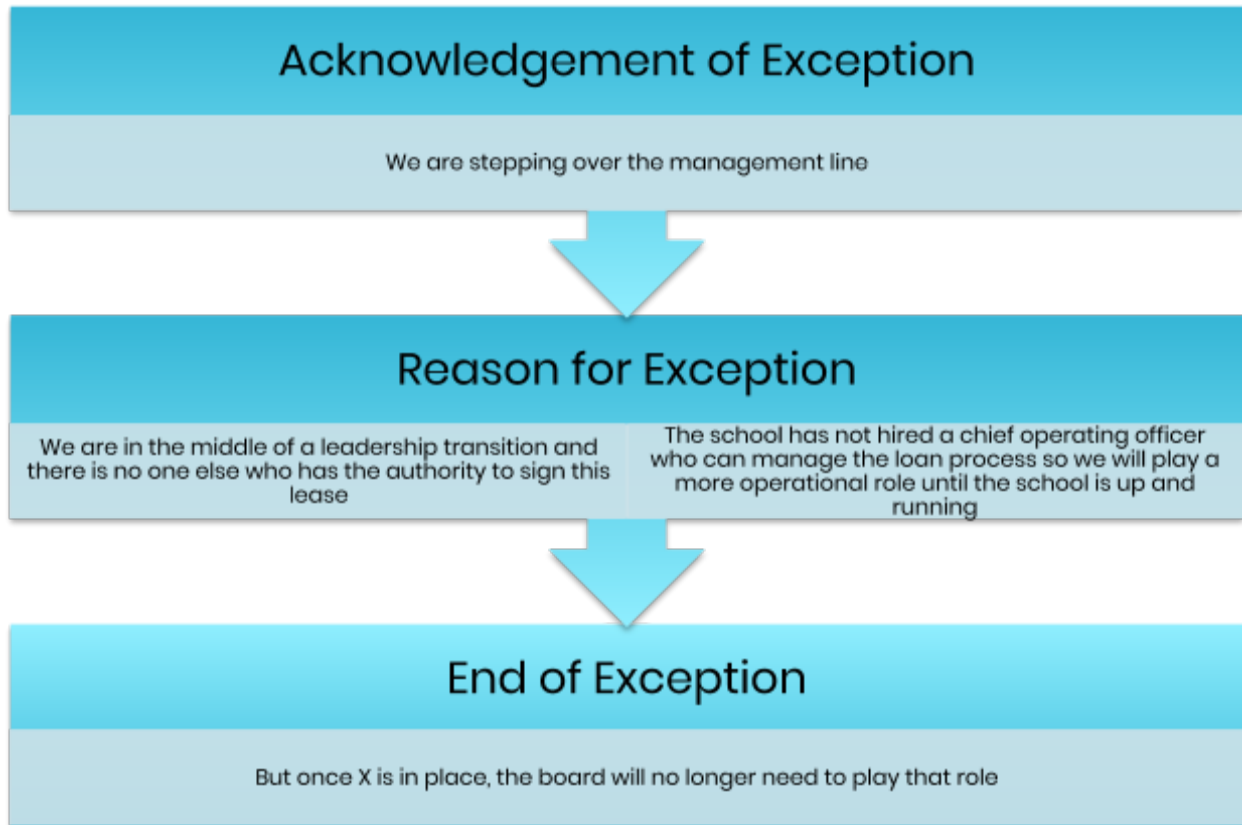 Acknowledgement of Exception
We are stepping over the management line
Reason for Exception
We are in the middle of a leadership transition and
there is no one else who has the authority to sign this
lease
The school has not hired a chief operating officer
who can manage the loan process so we will play a
more operational role until the school is up and
running
End of Exception
But once X is in place, the board will no longer need to play that role